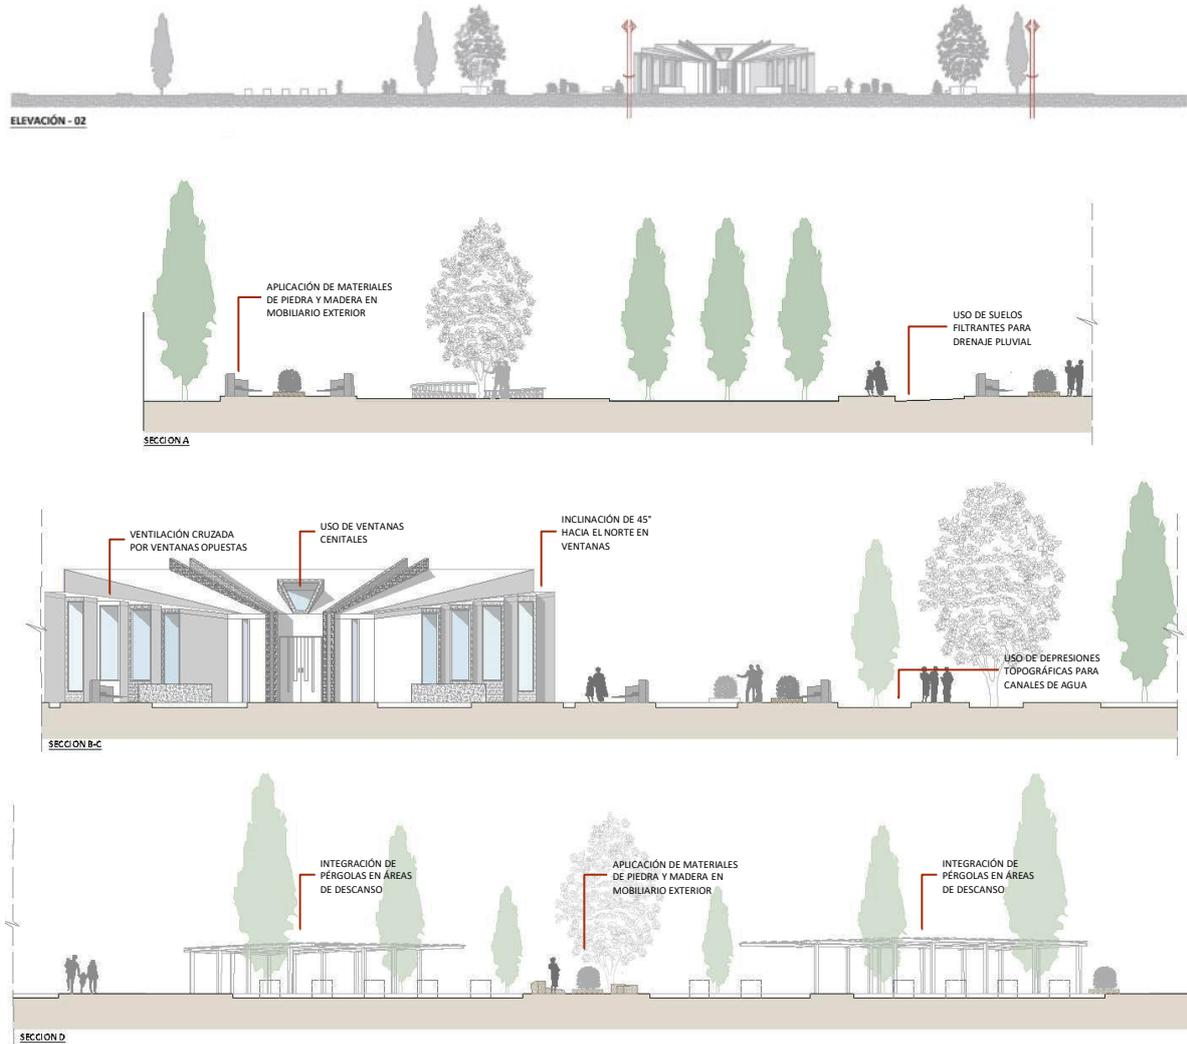 ELEVACIÓN - 02
APLICACIÓN DE MATERIALES
DE PIEDRA Y MADERA EN
MOBILIARIO EXTERIOR
USO DE SUELOS
FILTRANTES PARA
DRENAJE PLUVIAL
SECCION A
VENTILACIÓN CRUZADA
POR VENTANAS OPUESTAS
USO DE VENTANAS
CENITALES
INCLINACIÓN DE 45°
HACIA EL NORTE EN
VENTANAS
USO DE DEPRESIONES
TOPOGRÁFICAS PARA
CANALES DE AGUA
SECCION B-C
INTEGRACIÓN DE
PÉRGOLAS EN ÁREAS
DE DESCANSO
APLICACIÓN DE MATERIALES
DE PIEDRA Y MADERA EN
MOBILIARIO EXTERIOR
INTEGRACIÓN DE
PÉRGOLAS EN ÁREAS
DE DESCANSO
SECCION D